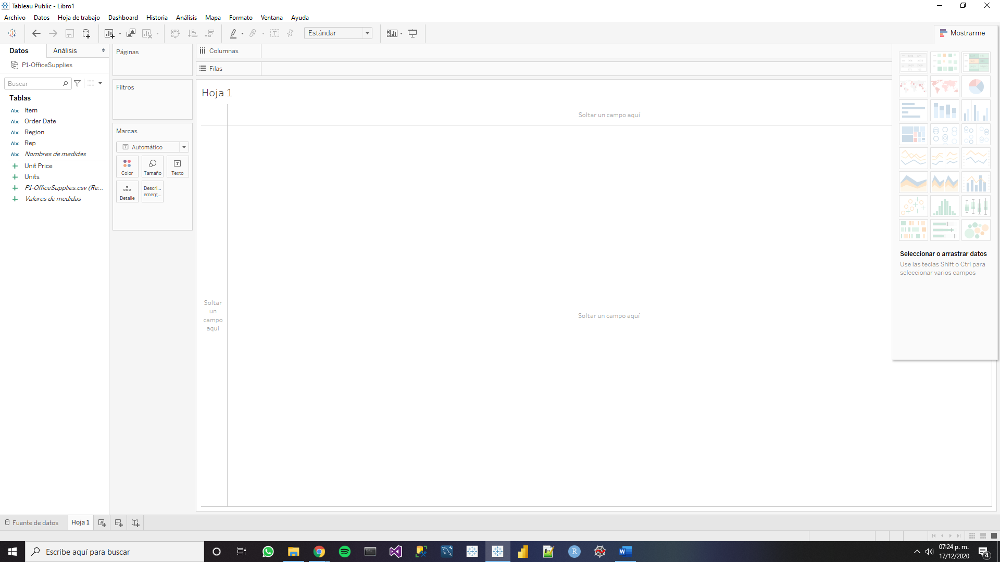 Tableau Public - Libro1
Archivo Datos Hoja de trabajo Dashboard Historia Análisis Mapa Formato Ventana Ayuda
Estándar
Mostrarme
Datos Análisis
P1-OfficeSupplies
Buscar
Tablas
Abc Item
Abc Order Date
Abc Region
Abc Rep
Abc Nombres de medidas
Unit Price
Units
P1-OfficeSupplies.csv (Re...
Valores de medidas
Páginas
Filtros
Marcas
Automático
Color Tamaño Texto
Detalle Descri... emerg...
Columnas
Filas
Hoja 1
Soltar un campo aquí
Soltar
un
campo
aquí
Soltar un campo aquí
Seleccionar o arrastrar datos
Use las teclas Shift o Ctrl para
seleccionar varios campos
Fuente de datos Hoja 1
Escribe aquí para buscar
07:24 p. m.
17/12/2020
4